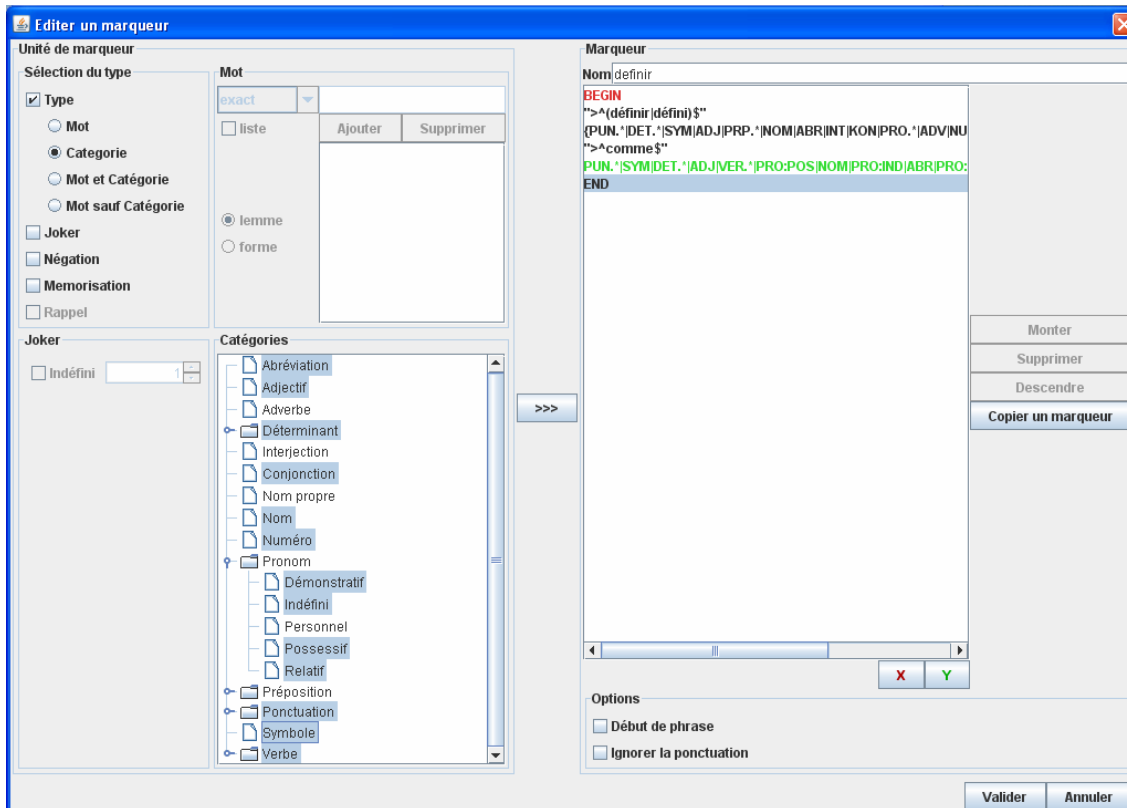 Editer un marqueur
Unité de marqueur
Sélection du type
Type
Mot
Categorie
Mot et Catégorie
Mot sauf Catégorie
Joker
Négation
Memorisation
Rappel
Mot
exact
liste
Ajouter
Supprimer
lemme
forme
Joker
Indéfini
1
Catégories
Abréviation
Adjectif
Adverbe
Déterminant
Interjection
Conjonction
Nom propre
Nom
Numéro
Pronom
Démonstratif
Indéfini
Personnel
Possessif
Relatif
Préposition
Ponctuation
Symbole
Verbe
>>>
Marqueur
Nom definir
BEGIN
">^(définir|défini)$"
{PUN.*|DET.*|SYM|ADJ|PRP.*|NOM|ABR|INT|KON|PRO.*|ADV|NU
">^comme$"
PUN.*|SYM|DET.*|ADJ|VER.*|PRO:POS|NOM|PRO:IND|ABR|PRO:
END
Monter
Supprimer
Descendre
Copier un marqueur
X
Y
Options
Début de phrase
Ignorer la ponctuation
Valider
Annuler